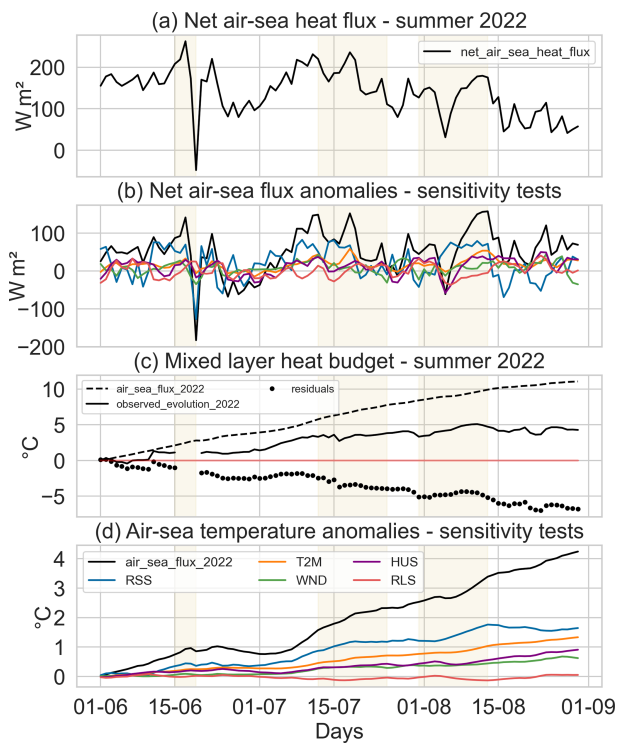 (a) Net air-sea heat flux - summer 2022
net_air_sea_heat_flux
W m²
200
100
0
(b) Net air-sea flux anomalies - sensitivity tests
W m²
100
0
−100
−200
(c) Mixed layer heat budget - summer 2022
air_sea_flux_2022
observed_evolution_2022
residuals
°C
10
5
0
−5
(d) Air-sea temperature anomalies - sensitivity tests
air_sea_flux_2022
RSS
T2M
WND
HUS
RLS
°C
4
3
2
1
0
01-06
15-06
01-07
15-07
01-08
15-08
01-09
Days